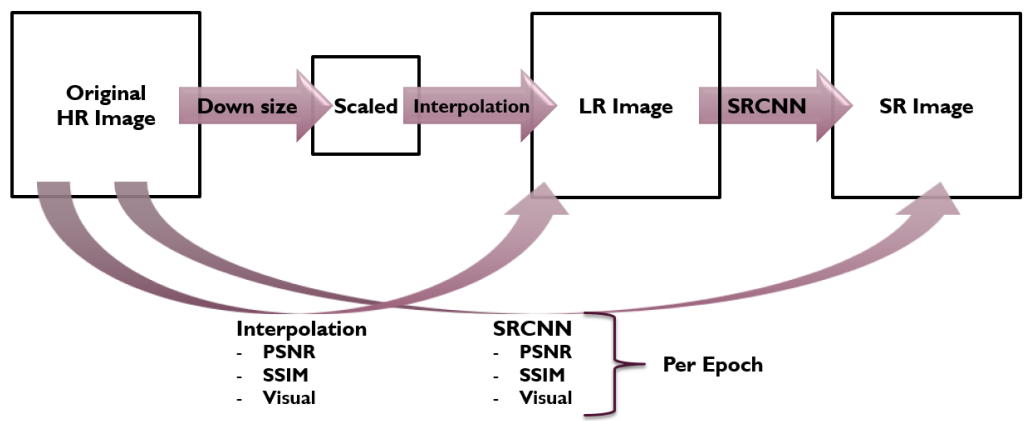 Original
HR Image
Down size
Scaled
Interpolation
LR Image
SRCNN
SR Image
Interpolation
- PSNR
- SSIM
- Visual
SRCNN
- PSNR
- SSIM
- Visual
Per Epoch